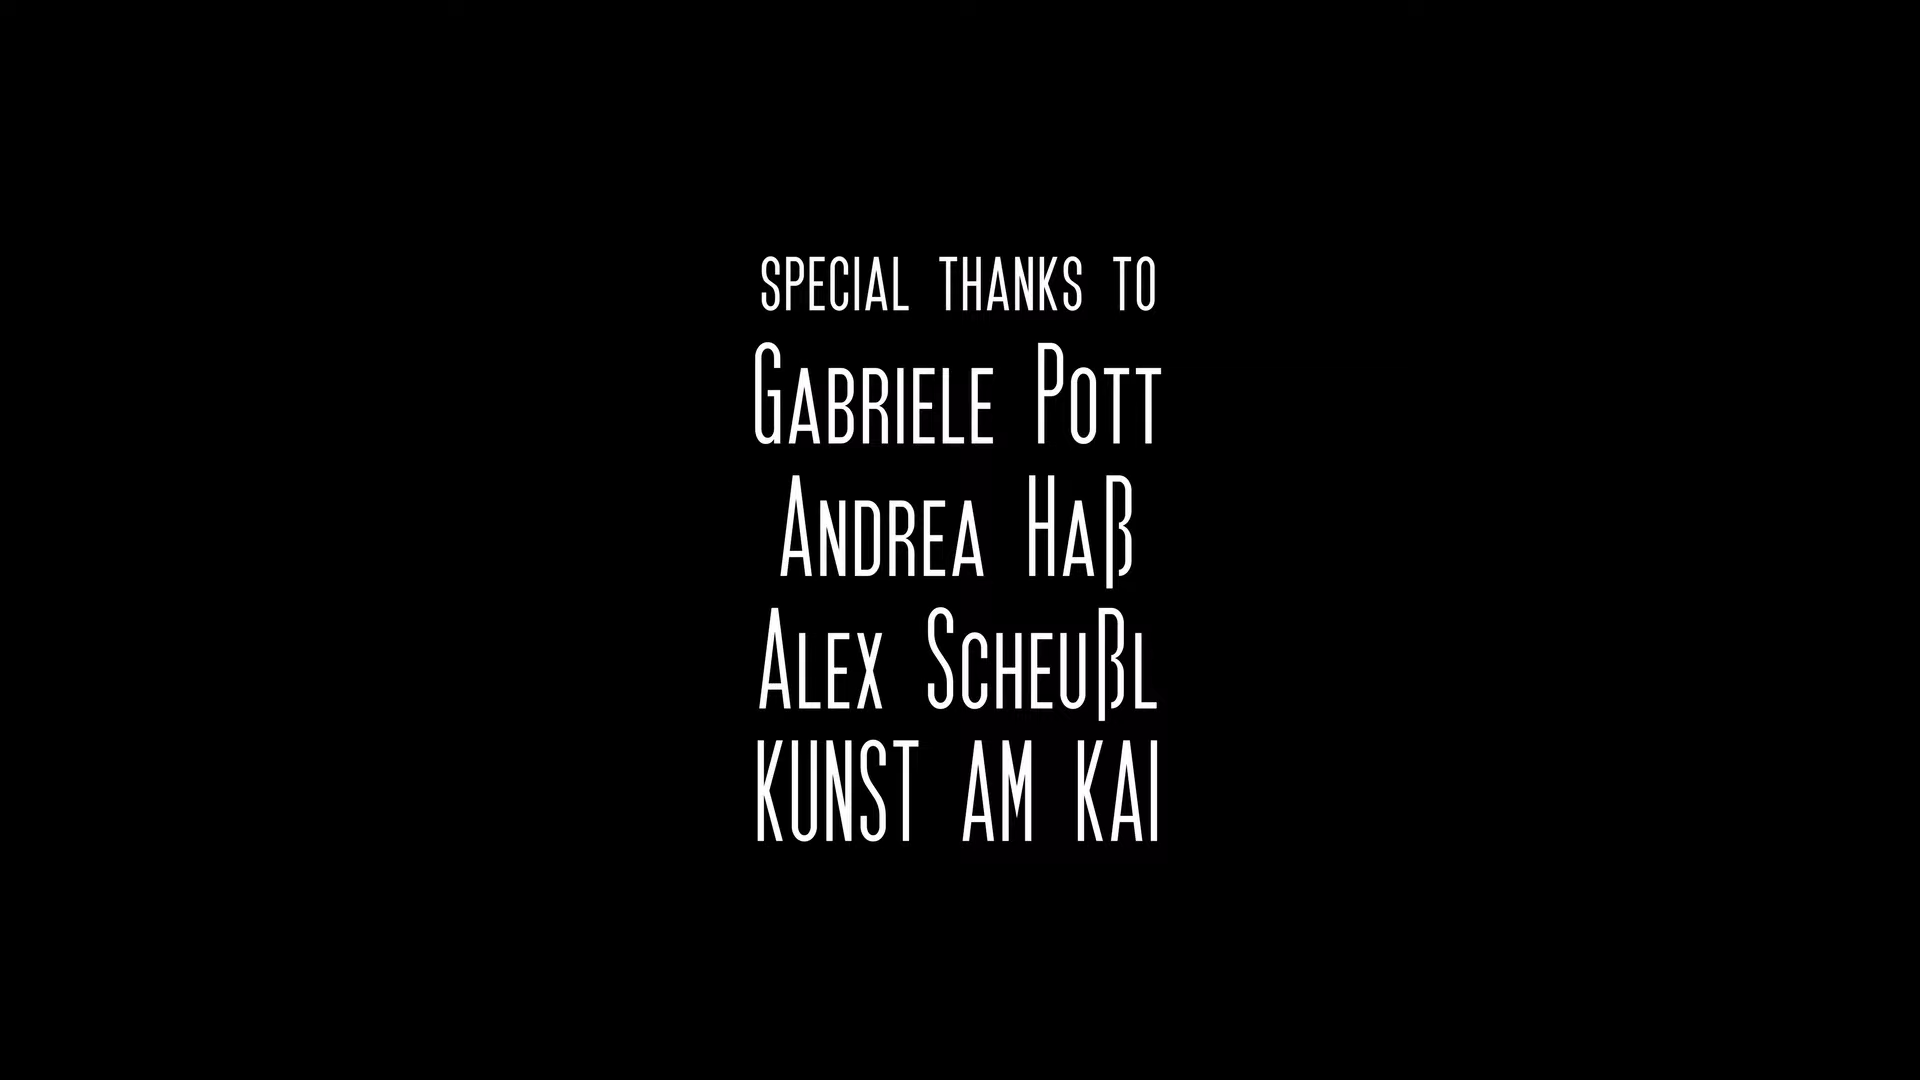 SPECIAL THANKS TO
GABRIELE POTT
ANDREA HAß
ALEX SCHEUßL
KUNST AM KAI